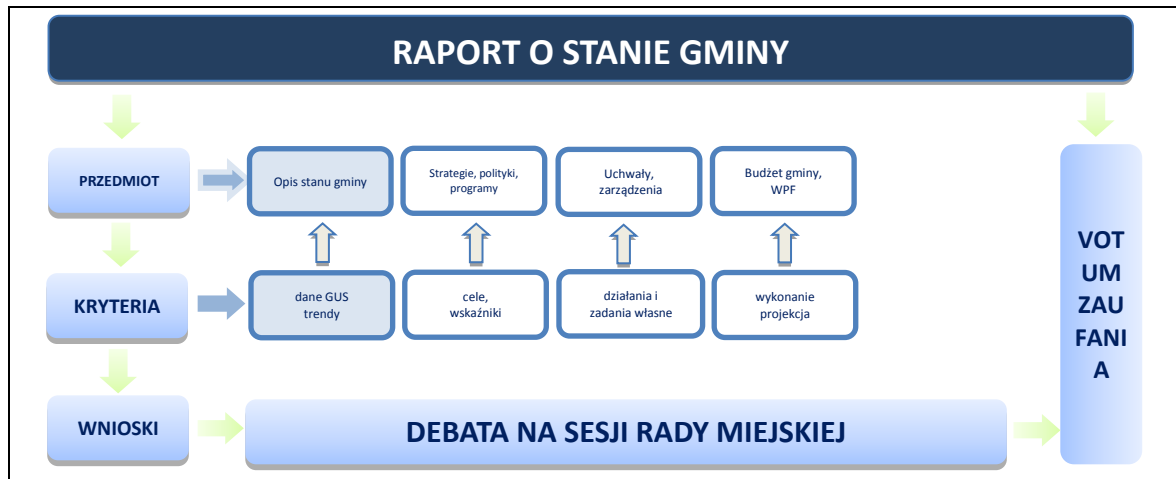 RAPORT O STANIE GMINY
PRZEDMIOT
Opis stanu gminy
Strategie, polityki,
programy
Uchwały,
zarządzenia
Budżet gminy,
WPF
KRYTERIA
dane GUS
trendy
cele,
wskaźniki
działania i
zadania własne
wykonanie
projekcja
WNIOSKI
DEBATA NA SESJI RADY MIEJSKIEJ
VOT
UM
ZAU
FANI
A